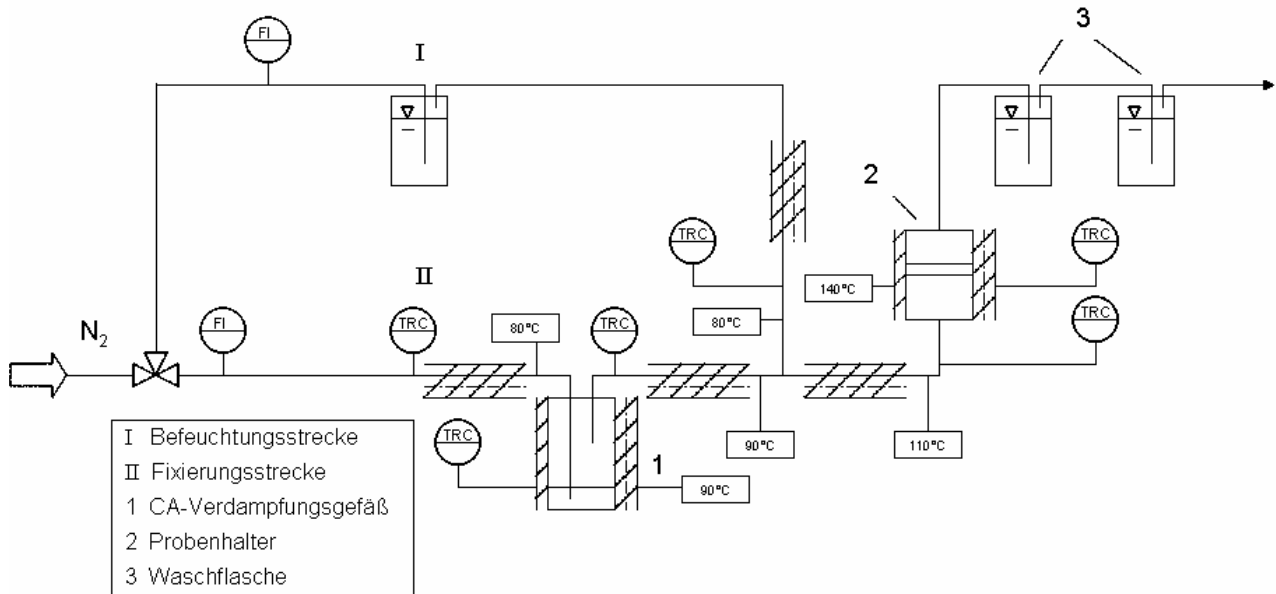 3
FI
I
2
TRC
TRC
140°C
II
N2
FI
TRC
80°C
TRC
80°C
TRC
TRC
90°C
110°C
1
90°C
I Befeuchtungsstrecke
II Fixierungsstrecke
1 CA-Verdampfungsgefäß
2 Probenhalter
3 Waschflasche